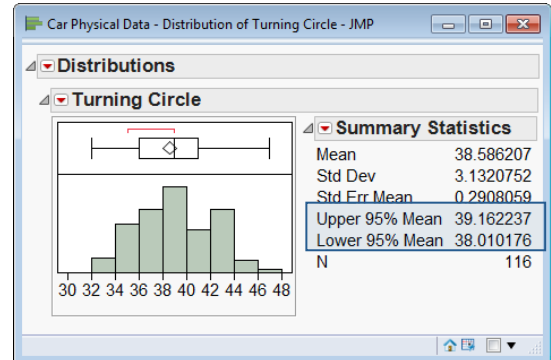 Car Physical Data - Distribution of Turning Circle - JMP
Distributions
Turning Circle
30 32 34 36 38 40 42 44 46 48
Summary Statistics
Mean 38.586207
Std Dev 3.1320752
Std Err Mean 0.2908059
Upper 95% Mean 39.162237
Lower 95% Mean 38.010176
N 116